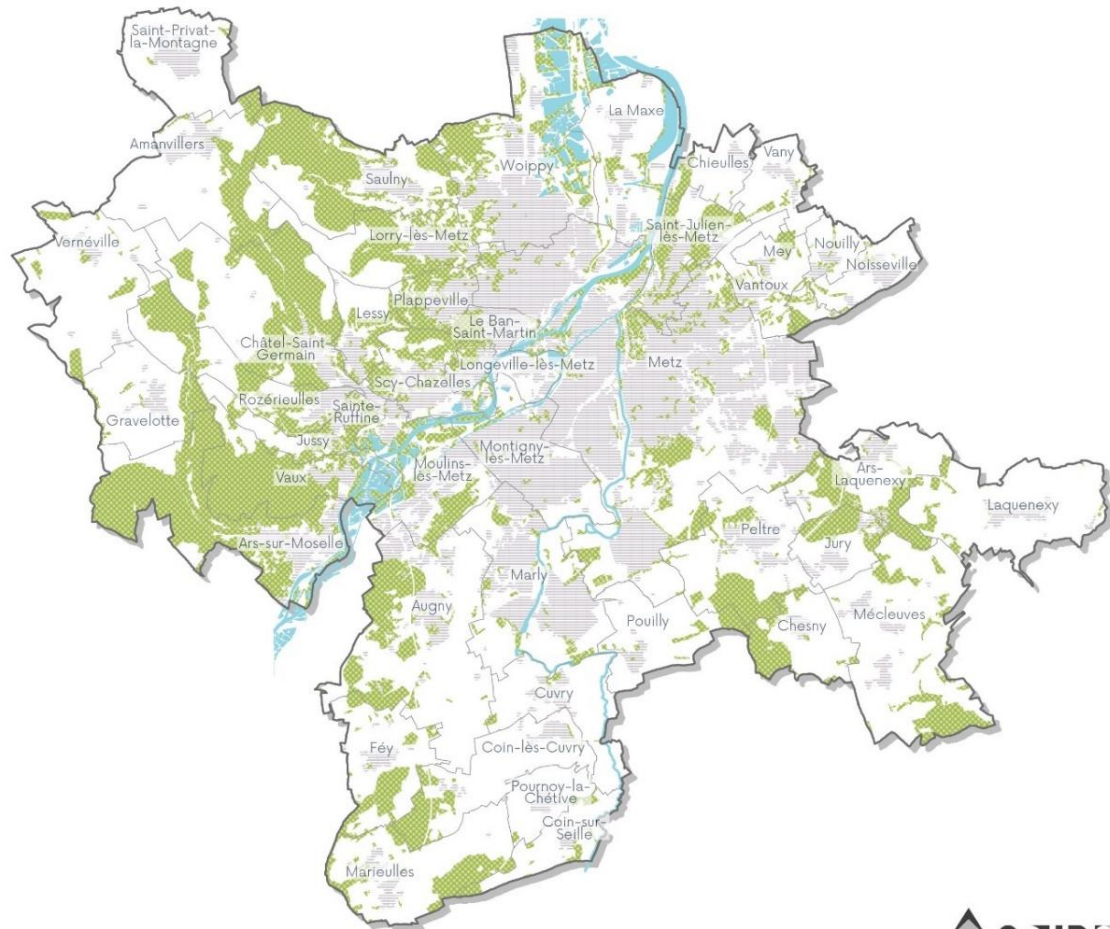 Saint-Privat-
la-Montagne
La Maxe
Amanvillers
Woippy
Chieulles
Vany
Saulny
Saint-Julien-
lès-Metz
Vernéville
Lorry-lès-Metz
Mey
Nouilly
Noisseville
Vantoux
Plappeville
Lessy
Le Ban-
Saint-Martin
Châtel-Saint-
Germain
Longeville-lès-Metz
Metz
Scy-Chazelles
Rozérieulles
Sainte-
Ruffine
Gravelotte
Jussy
Montigny-
lès-Metz
Moulins-
lès-Metz
Vaux
Ars-
Laquenexy
Laquenexy
Ars-sur-Moselle
Peltre
Jury
Marly
Augny
Pouilly
Chesny
Mécleuves
Cuvry
Féy
Coin-lès-Cuvry
Pournoy-la-
Chétive
Coin-sur-
Seille
Marieulles